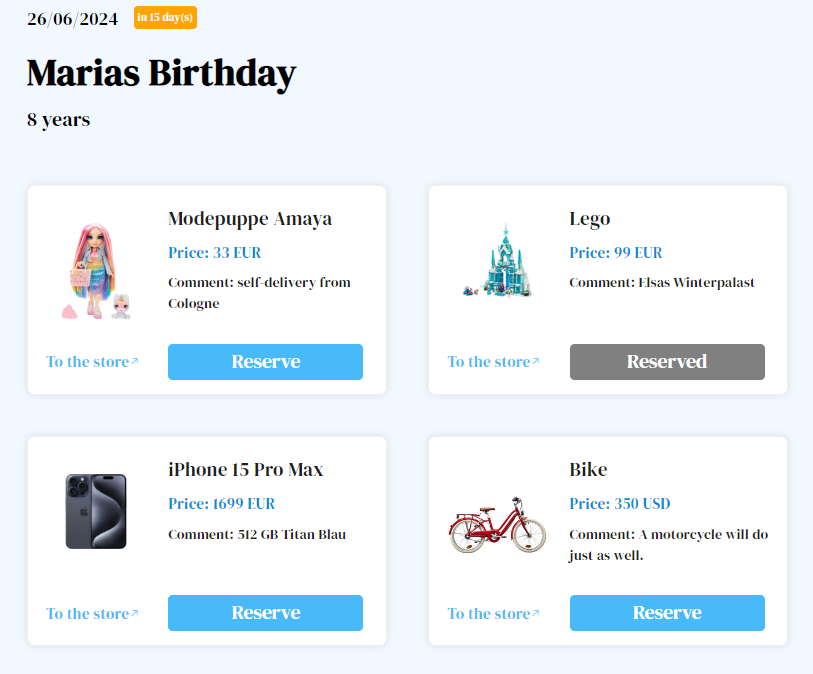 26/06/2024 in 15 day(s)
Marias Birthday
8 years
Modepuppe Amaya
Price: 33 EUR
Comment: self-delivery from
Cologne
To the store↗
Reserve
Lego
Price: 99 EUR
Comment: Elsas Winterpalast
To the store↗
Reserved
iPhone 15 Pro Max
Price: 1699 EUR
Comment: 512 GB Titan Blau
To the store↗
Reserve
Bike
Price: 350 USD
Comment: A motorcycle will do
just as well.
To the store↗
Reserve